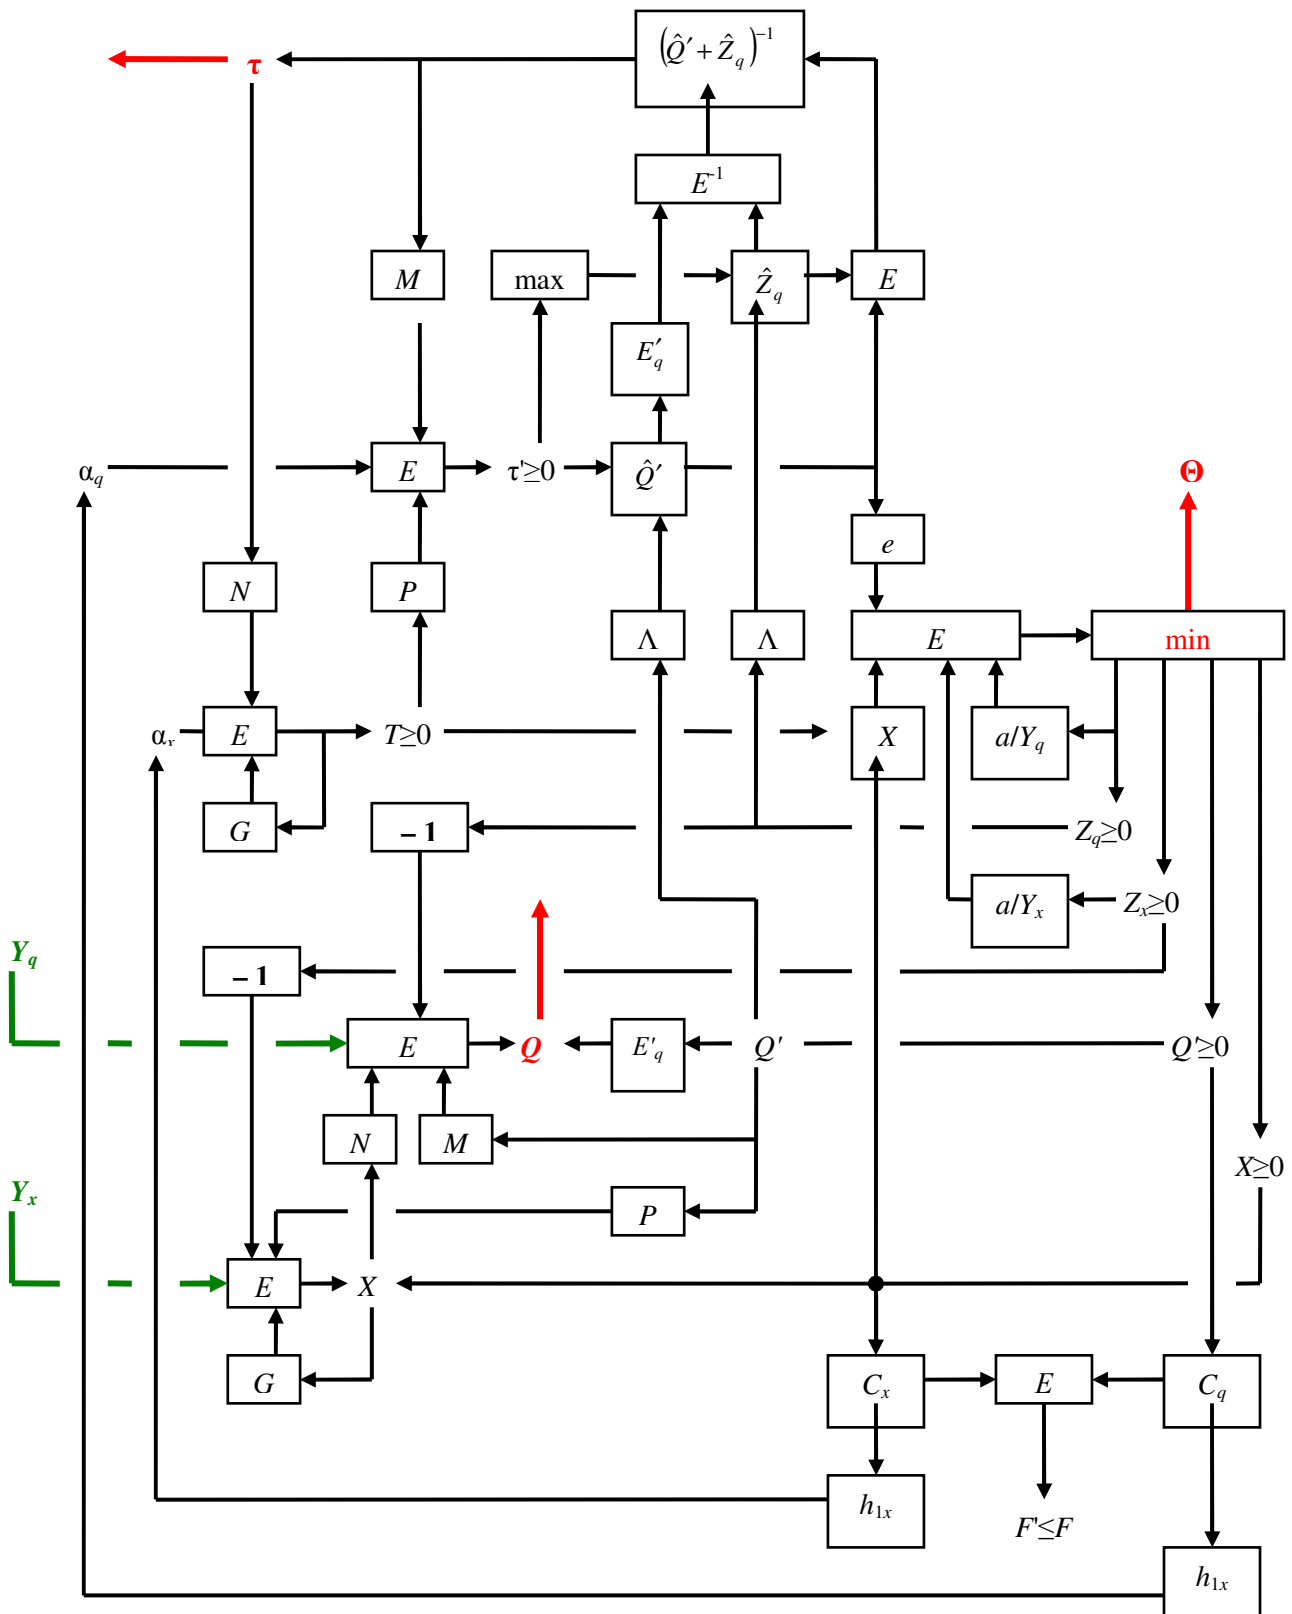 (Q̂′ + Ẑq)⁻¹
τ
E⁻¹
M
max
Ẑq
E
E′q
αq
E
τ'≥0
Q̂′
Θ
e
N
P
Λ
Λ
E
min
αx
E
T≥0
X
a/Yq
G
– 1
Zq≥0
a/Yx
Zx≥0
Yq
– 1
E
Q
E'q
Q'
Q'≥0
N
M
X≥0
Yx
P
E
X
G
Cx
E
Cq
h1x
F'≤F
h1x